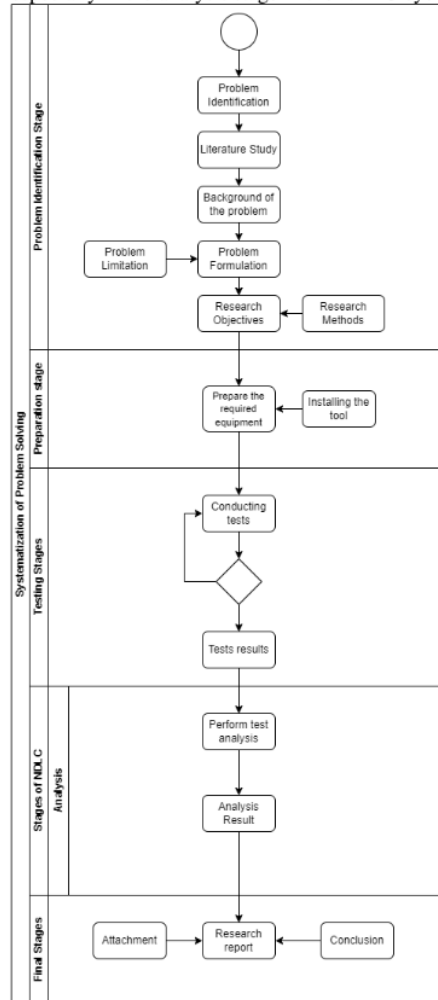 Systematization of Problem Solving
Problem Identification Stage
Problem
Identification
Literature Study
Background of
the problem
Problem
Limitation
Problem
Formulation
Research
Objectives
Research
Methods
Preparation stage
Prepare the
required
equipment
Installing the
tool
Testing Stages
Conducting
tests
Tests results
Stages of NDLC
Analysis
Perform test
analysis
Analysis
Result
Final Stages
Attachment
Research
report
Conclusion